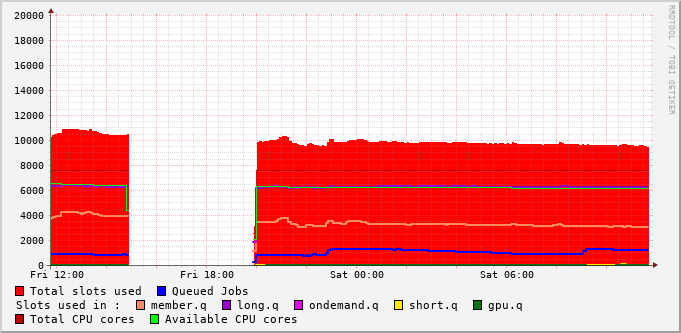 20000
18000
16000
14000
12000
10000
8000
6000
4000
2000
0
Fri 12:00 Fri 18:00 Sat 00:00 Sat 06:00
Total slots used Queued Jobs
Slots used in : member.q long.q ondemand.q short.q gpu.q
Total CPU cores Available CPU cores
RRDTOOL / TOBI OETIKER